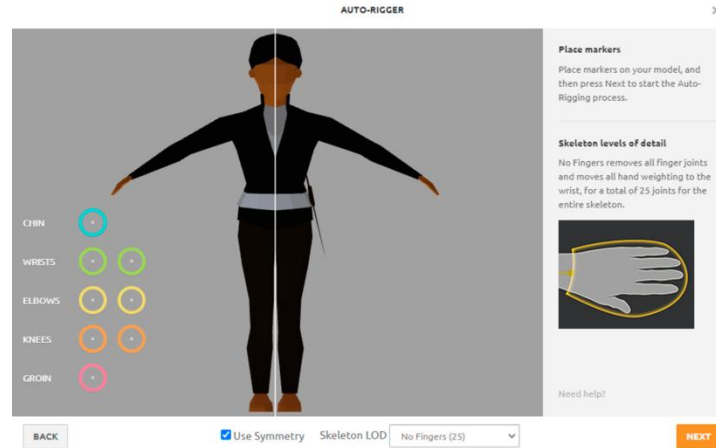 AUTO-RIGGER
Place markers
Place markers on your model, and
then press Next to start the Auto-
Rigging process.
Skeleton levels of detail
No Fingers removes all finger joints
and moves all hand weighting to the
wrist, for a total of 25 joints for the
entire skeleton.
CHIN
WRISTS
ELBOWS
KNEES
GROIN
Need help?
BACK
Use Symmetry
Skeleton LOD
No Fingers (25)
NEXT